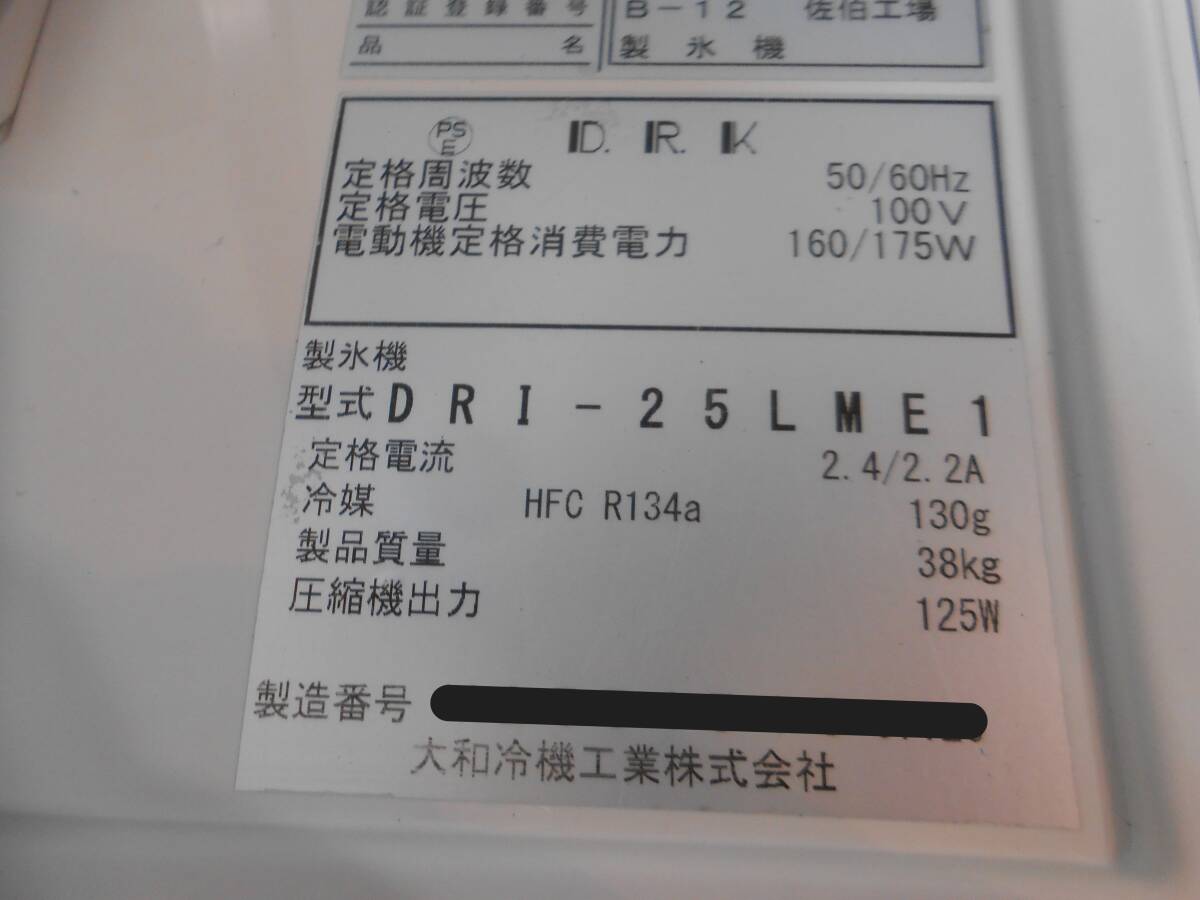 認証登録番号 B-12 佐伯工場
品名 製氷機
PSE D.R.K
定格周波数 50/60Hz
定格電圧 100V
電動機定格消費電力 160/175W
製氷機
型式 DRI-25LME1
定格電流 2.4/2.2A
冷媒 HFC R134a 130g
製品質量 38kg
圧縮機出力 125W
製造番号
大和冷機工業株式会社